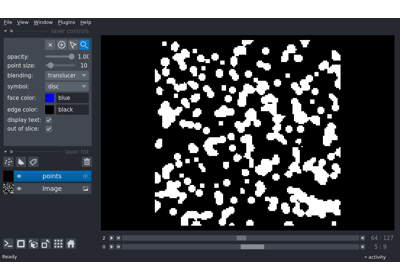 File View Window Plugins Help
layer controls
opacity: 1.00
point size: 10
blending: translucer
symbol: disc
face color: blue
edge color: black
display text:
out of slice:
layer list
points
Image
2 64 127
0 5 9
Ready activity